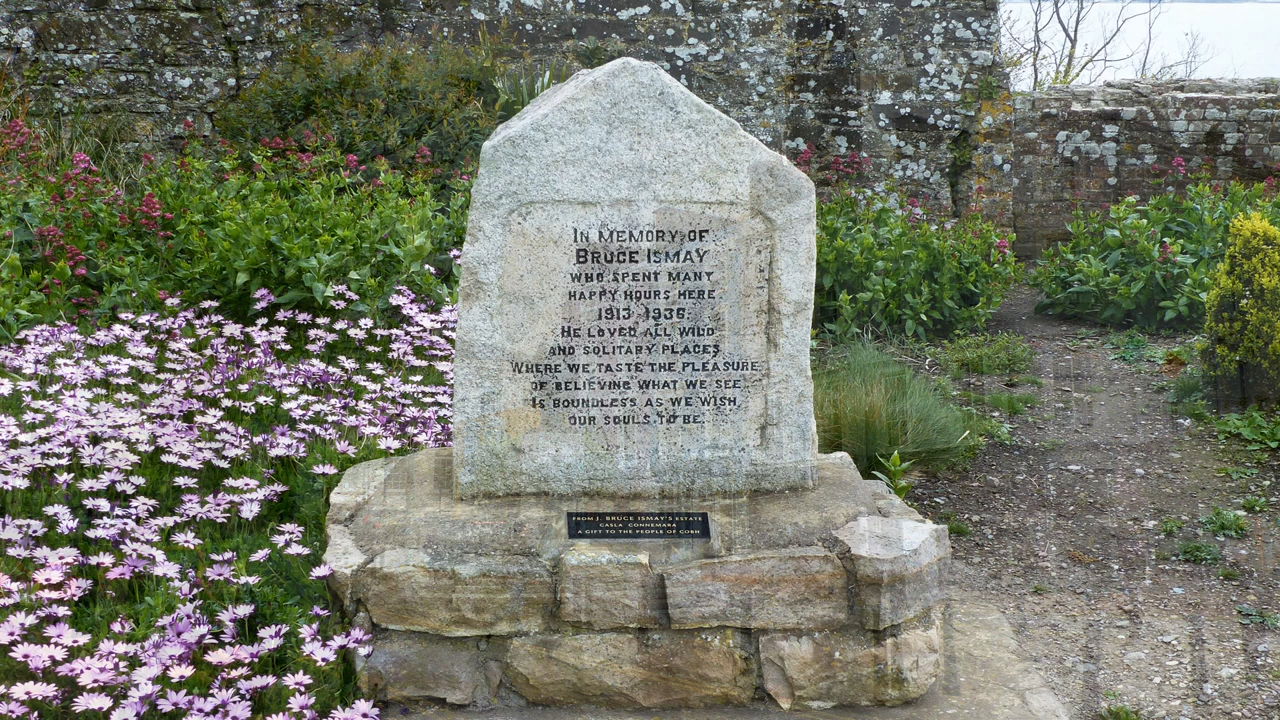 IN MEMORY OF
BRUCE ISMAY
WHO SPENT MANY
HAPPY HOURS HERE.
1913-1936.
HE LOVED ALL WILD
AND SOLITARY PLACES
WHERE WE TASTE THE PLEASURE
OF BELIEVING WHAT WE SEE
IS BOUNDLESS AS WE WISH
OUR SOULS TO BE.
FROM J. BRUCE ISMAY'S ESTATE
CASLA CONNEMARA
A GIFT TO THE PEOPLE OF COBH